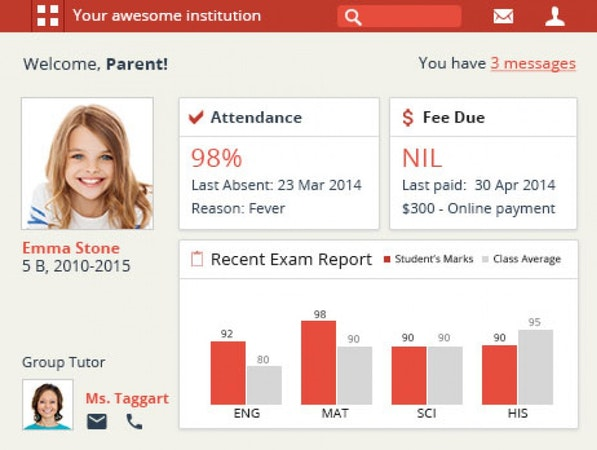 Your awesome institution
Welcome, Parent!
You have 3 messages
Attendance
98%
Last Absent: 23 Mar 2014
Reason: Fever
$ Fee Due
NIL
Last paid: 30 Apr 2014
$300 - Online payment
Emma Stone
5 B, 2010-2015
Group Tutor
Ms. Taggart
Recent Exam Report
Student's Marks
Class Average
92
80
98
90
90
90
90
95
ENG
MAT
SCI
HIS